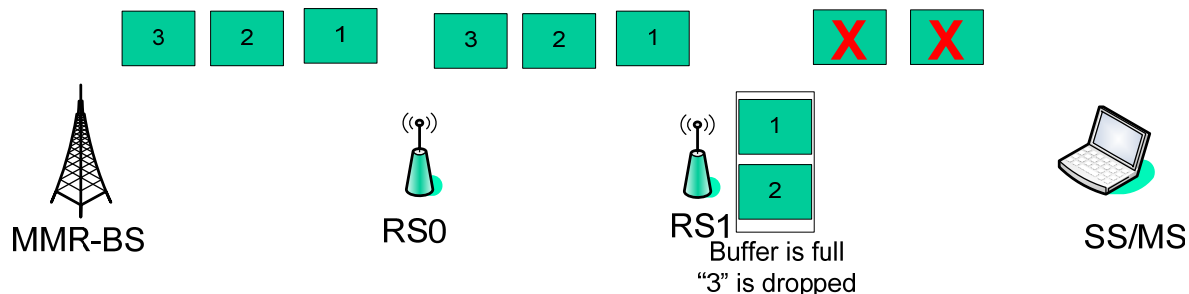 3 2 1 3 2 1 X X
1
2
MMR-BS RS0 RS1 SS/MS
Buffer is full
“3” is dropped